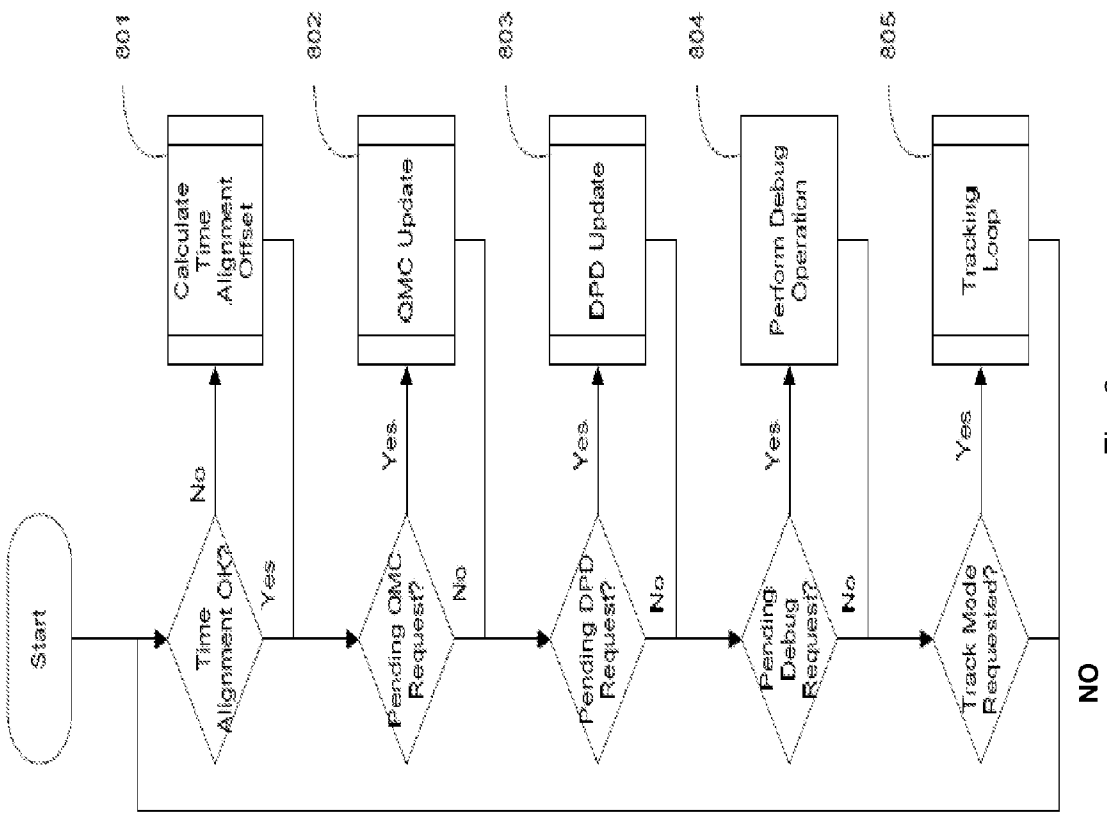 Start
Time
Alignment OK?
No
Yes
Calculate
Time
Alignment
Offset
801
Pending QMC
Request?
Yes
No
QMC Update
802
Pending DPD
Request?
Yes
No
DPD Update
803
Pending
Debug
Request?
Yes
No
Perform Debug
Operation
804
Track Mode
Requested?
Yes
Tracking
Loop
805
NO